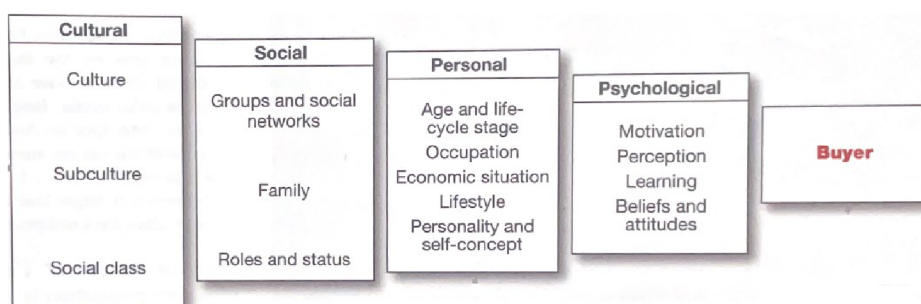 Cultural
Culture
Subculture
Social class
Social
Groups and social
networks
Family
Roles and status
Personal
Age and life-
cycle stage
Occupation
Economic situation
Lifestyle
Personality and
self-concept
Psychological
Motivation
Perception
Learning
Beliefs and
attitudes
Buyer